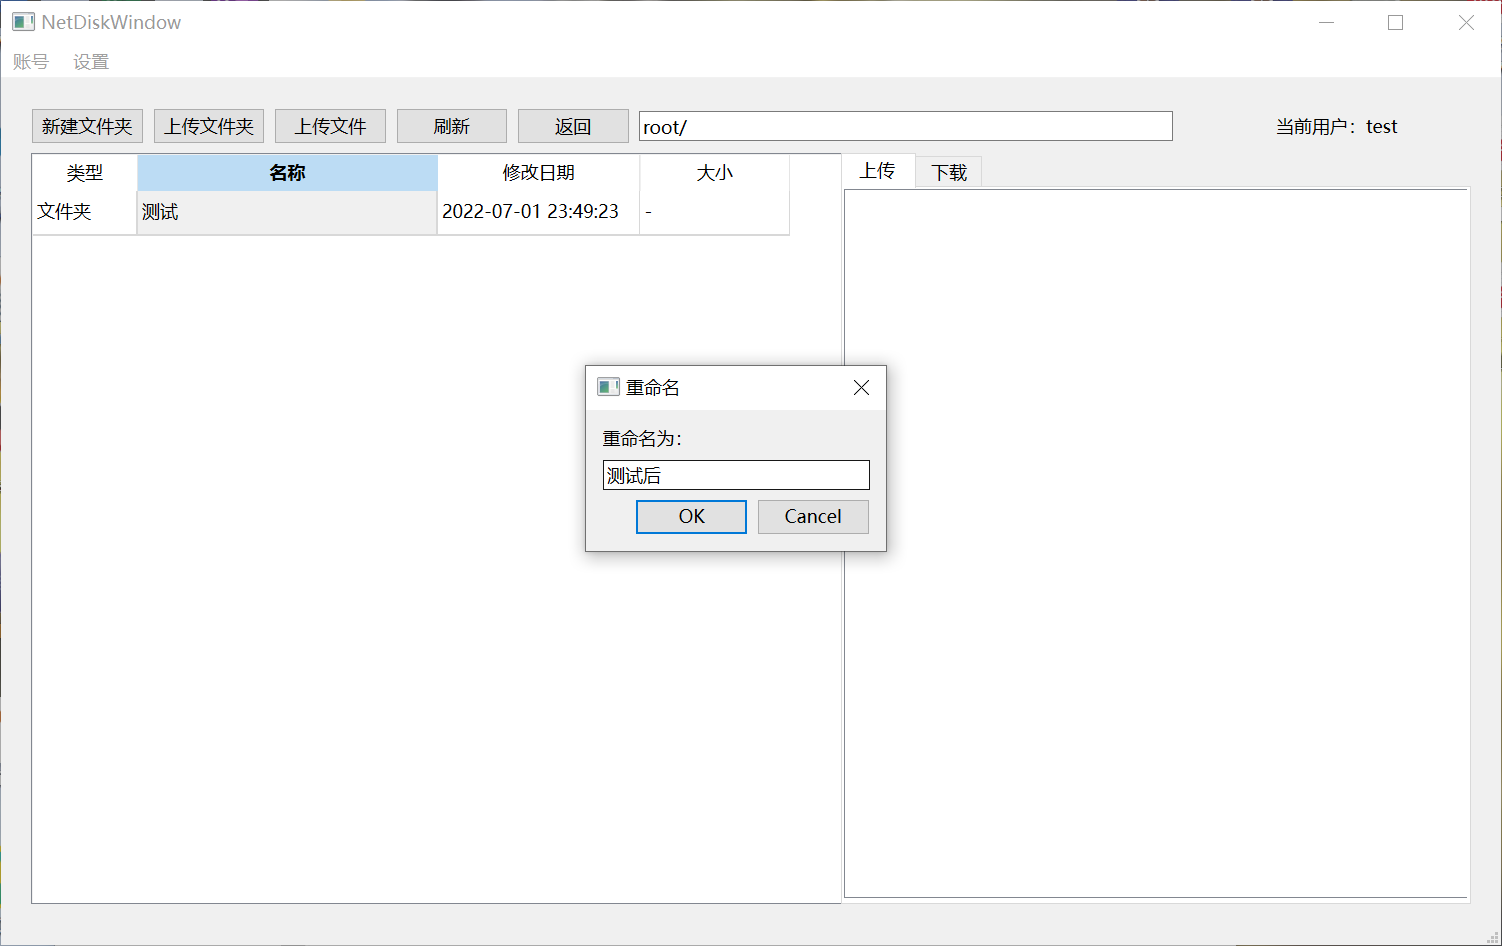 NetDiskWindow
账号 设置
新建文件夹 上传文件夹 上传文件 刷新 返回 root/ 当前用户：test
类型 名称 修改日期 大小 上传 下载
文件夹 测试 2022-07-01 23:49:23 -
重命名
重命名为：
测试后
OK Cancel